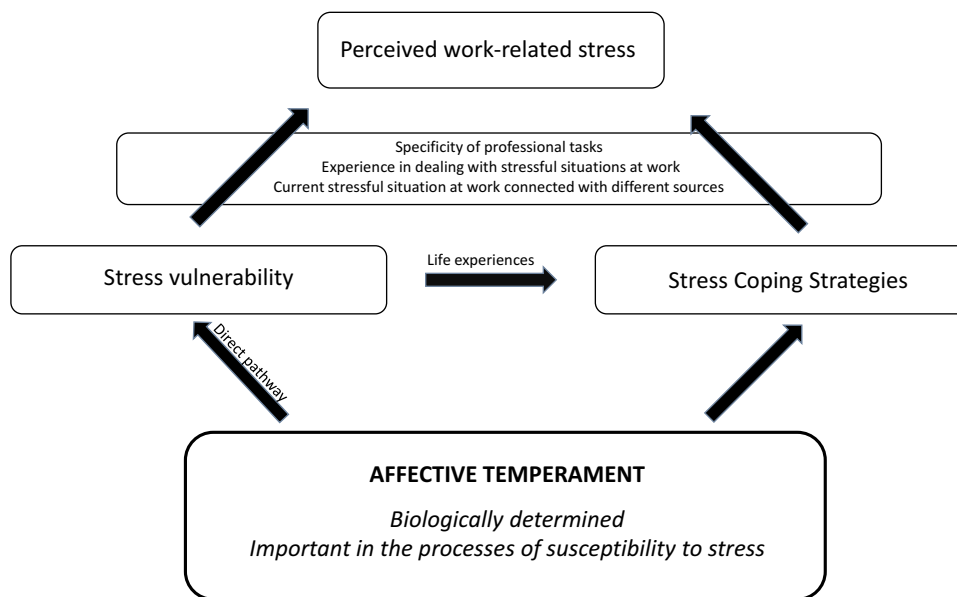 Perceived work-related stress
Specificity of professional tasks
Experience in dealing with stressful situations at work
Current stressful situation at work connected with different sources
Stress vulnerability
Life experiences
Stress Coping Strategies
Direct pathway
AFFECTIVE TEMPERAMENT
Biologically determined
Important in the processes of susceptibility to stress